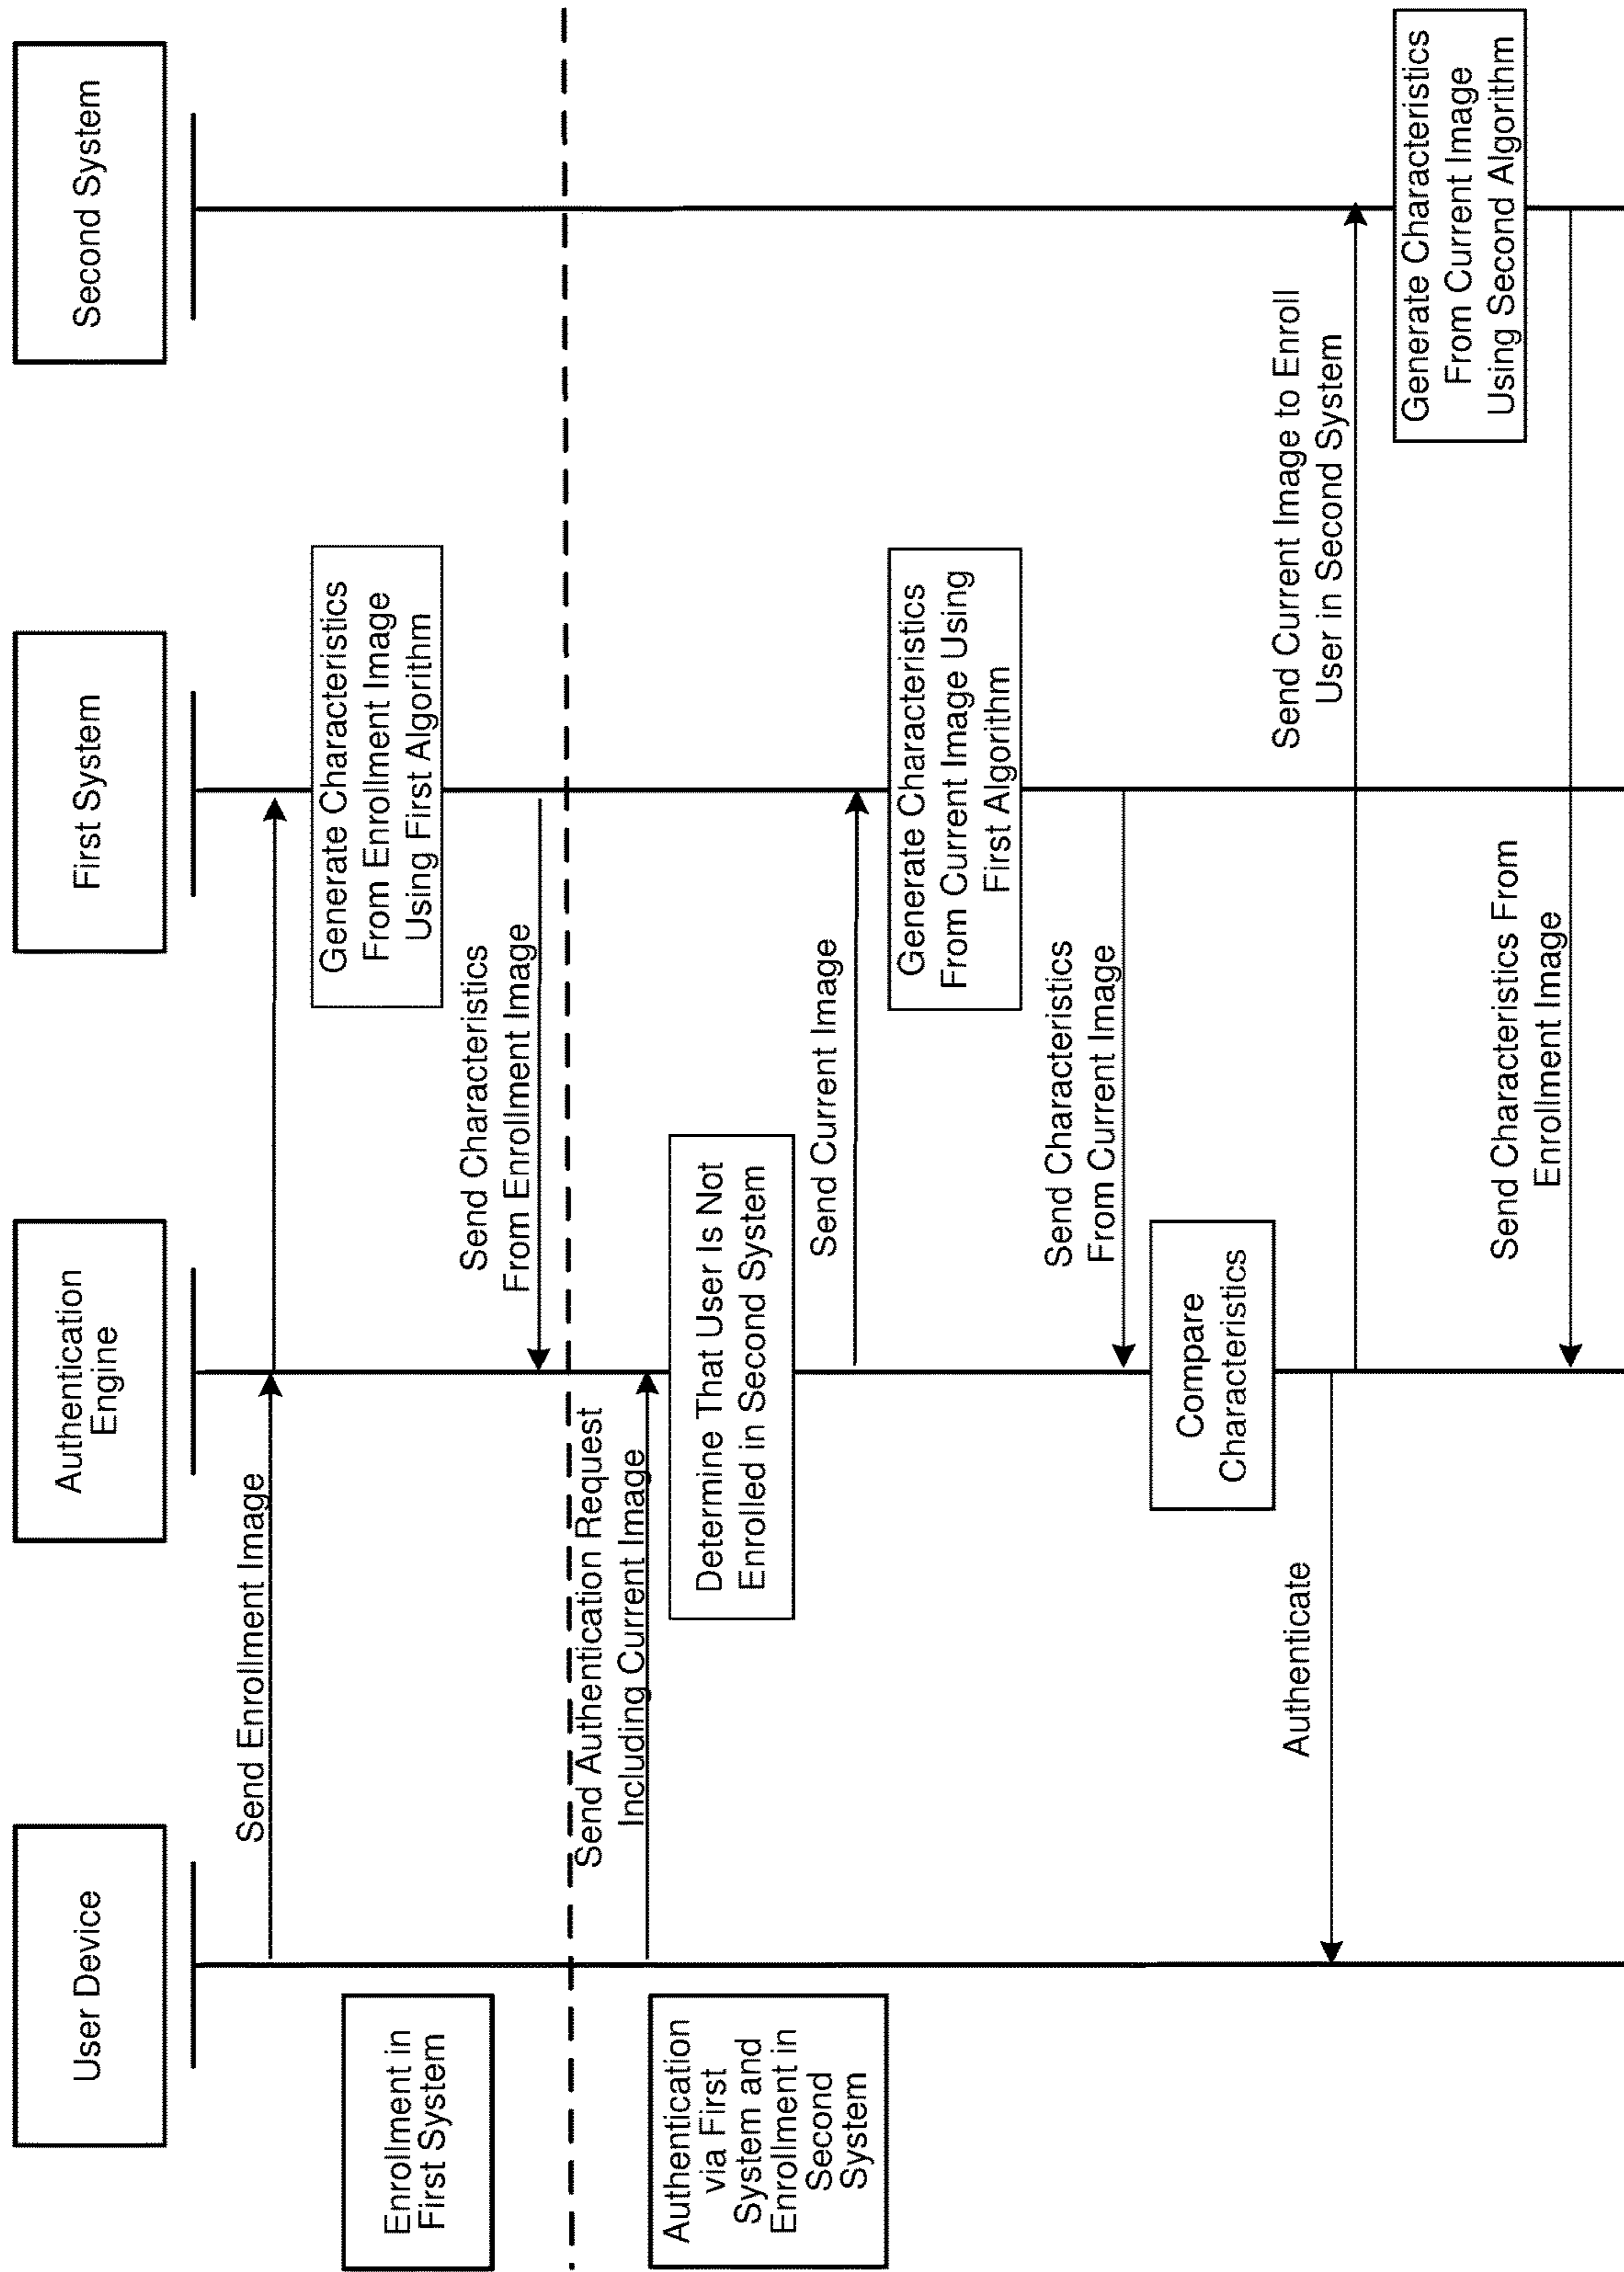 User Device
Authentication
Engine
First System
Second System
Enrollment in
First System
Send Enrollment Image
Generate Characteristics
From Enrollment Image
Using First Algorithm
Send Characteristics
From Enrollment Image
Authentication
via First
System and
Enrollment in
Second
System
Send Authentication Request
Including Current Image
Determine That User Is Not
Enrolled in Second System
Send Current Image
Generate Characteristics
From Current Image Using
First Algorithm
Send Characteristics
From Current Image
Compare
Characteristics
Authenticate
Send Current Image to Enroll
User in Second System
Generate Characteristics
From Current Image
Using Second Algorithm
Send Characteristics From
Enrollment Image